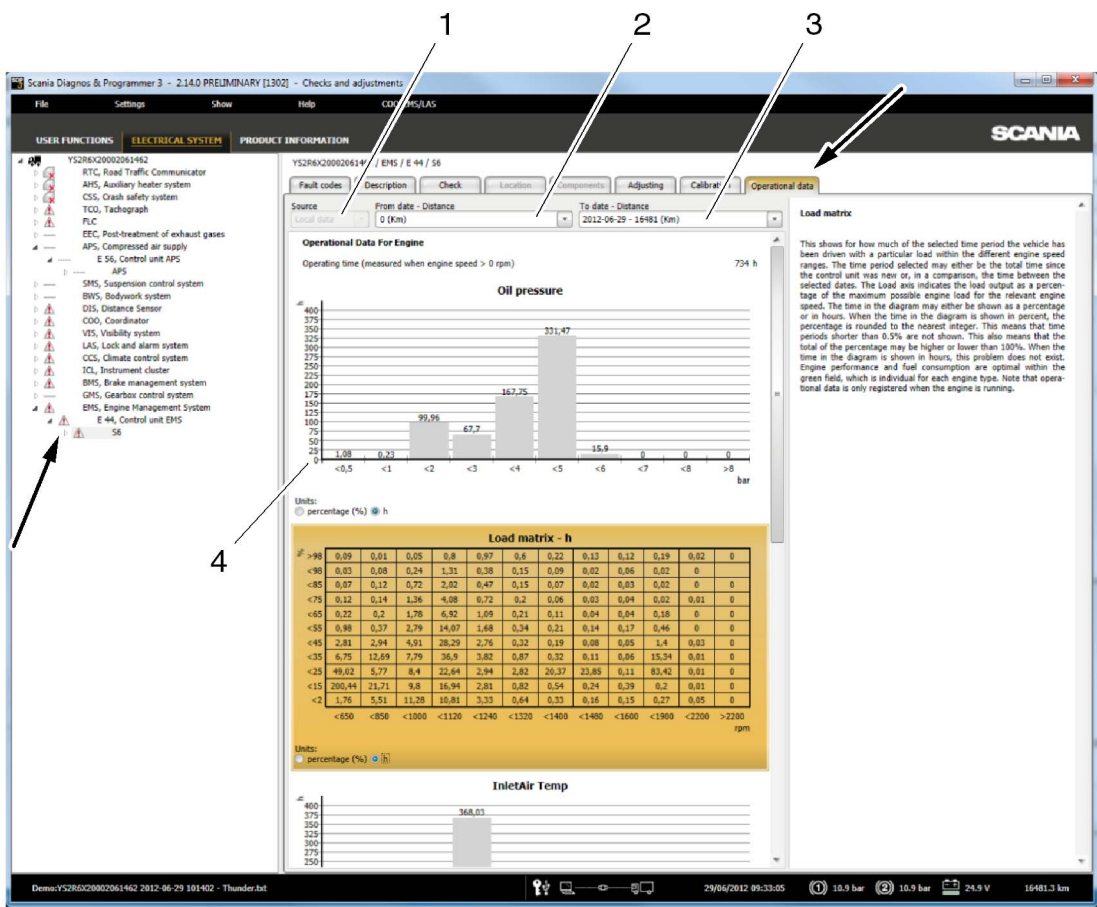 1 2 3
Scania Diagnos & Programmer 3 - 2.14.0 PRELIMINARY [1302] - Checks and adjustments
File Settings Show Help
SCANIA
USER FUNCTIONS ELECTRICAL SYSTEM PRODUCT INFORMATION
YS2R6X20002061462
RTC, Road Traffic Communicator
AHS, Auxiliary heater system
CSS, Crash safety system
TCO, Tachograph
FLC
EEC, Post-treatment of exhaust gases
APS, Compressed air supply
E 56, Control unit APS
APS
SMS, Suspension control system
BWS, Bodywork system
DIS, Distance Sensor
COO, Coordinator
VIS, Visibility system
LAS, Lock and alarm system
CCS, Climate control system
ICL, Instrument cluster
BMS, Brake management system
GMS, Gearbox control system
EMS, Engine Management System
E 44, Control unit EMS
S6
4
/ EMS / E 44 / S6
Fault codes Description Check Location Components Adjusting Calibration Operational data
Source From date - Distance To date - Distance
Local data 0 (Km) 2012-06-29 - 16481 (Km)
Operational Data For Engine
Operating time (measured when engine speed > 0 rpm) 734 h
Oil pressure
h
400
375
350
325 331,47
300
275
250
225
200
175 167,75
150
125
100 99,96
75 67,7
50
25 1,08 0,23 15,9 0 0 0
0
<0,5 <1 <2 <3 <4 <5 <6 <7 <8 >8
bar
Units:
percentage (%) h
Load matrix - h
% >98 0,09 0,01 0,05 0,8 0,97 0,6 0,22 0,13 0,12 0,19 0,02 0
<98 0,03 0,08 0,24 1,31 0,38 0,15 0,09 0,02 0,06 0,02 0
<85 0,07 0,12 0,72 2,02 0,47 0,15 0,07 0,02 0,03 0,02 0 0
<75 0,12 0,14 1,36 4,08 0,72 0,2 0,06 0,03 0,04 0,02 0,01 0
<65 0,22 0,2 1,78 6,92 1,09 0,21 0,11 0,04 0,04 0,18 0 0
<55 0,98 0,37 2,79 14,07 1,68 0,34 0,21 0,14 0,17 0,46 0 0
<45 2,81 2,94 4,91 28,29 2,76 0,32 0,19 0,08 0,05 1,4 0,03 0
<35 6,75 12,69 7,79 36,9 3,82 0,87 0,32 0,11 0,06 15,34 0,01 0
<25 49,02 5,77 8,4 22,64 2,94 2,82 20,37 23,85 0,11 83,42 0,01 0
<15 200,44 21,71 9,8 16,94 2,81 0,82 0,54 0,24 0,39 0,2 0,01 0
<2 1,76 5,51 11,28 10,81 3,33 0,64 0,33 0,16 0,15 0,27 0,05 0
<650 <850 <1000 <1120 <1240 <1320 <1400 <1480 <1600 <1900 <2200 >2200
rpm
Units:
percentage (%) h
InletAir Temp
h
400
375 368,03
350
325
300
275
250
Load matrix
This shows for how much of the selected time period the vehicle has
been driven with a particular load within the different engine speed
ranges. The time period selected may either be the total time since
the control unit was new or, in a comparison, the time between the
selected dates. The Load axis indicates the load output as a percen-
tage of the maximum possible engine load for the relevant engine
speed. The time in the diagram may either be shown as a percentage
or in hours. When the time in the diagram is shown in percent, the
percentage is rounded to the nearest integer. This means that time
periods shorter than 0.5% are not shown. This also means that the
total of the percentage may be higher or lower than 100%. When the
time in the diagram is shown in hours, this problem does not exist.
Engine performance and fuel consumption are optimal within the
green field, which is individual for each engine type. Note that opera-
tional data is only registered when the engine is running.
Demo:YS2R6X20002061462 2012-06-29 101402 - Thunder.txt 29/06/2012 09:33:05 (1) 10.9 bar (2) 10.9 bar 24.9 V 16481.3 km